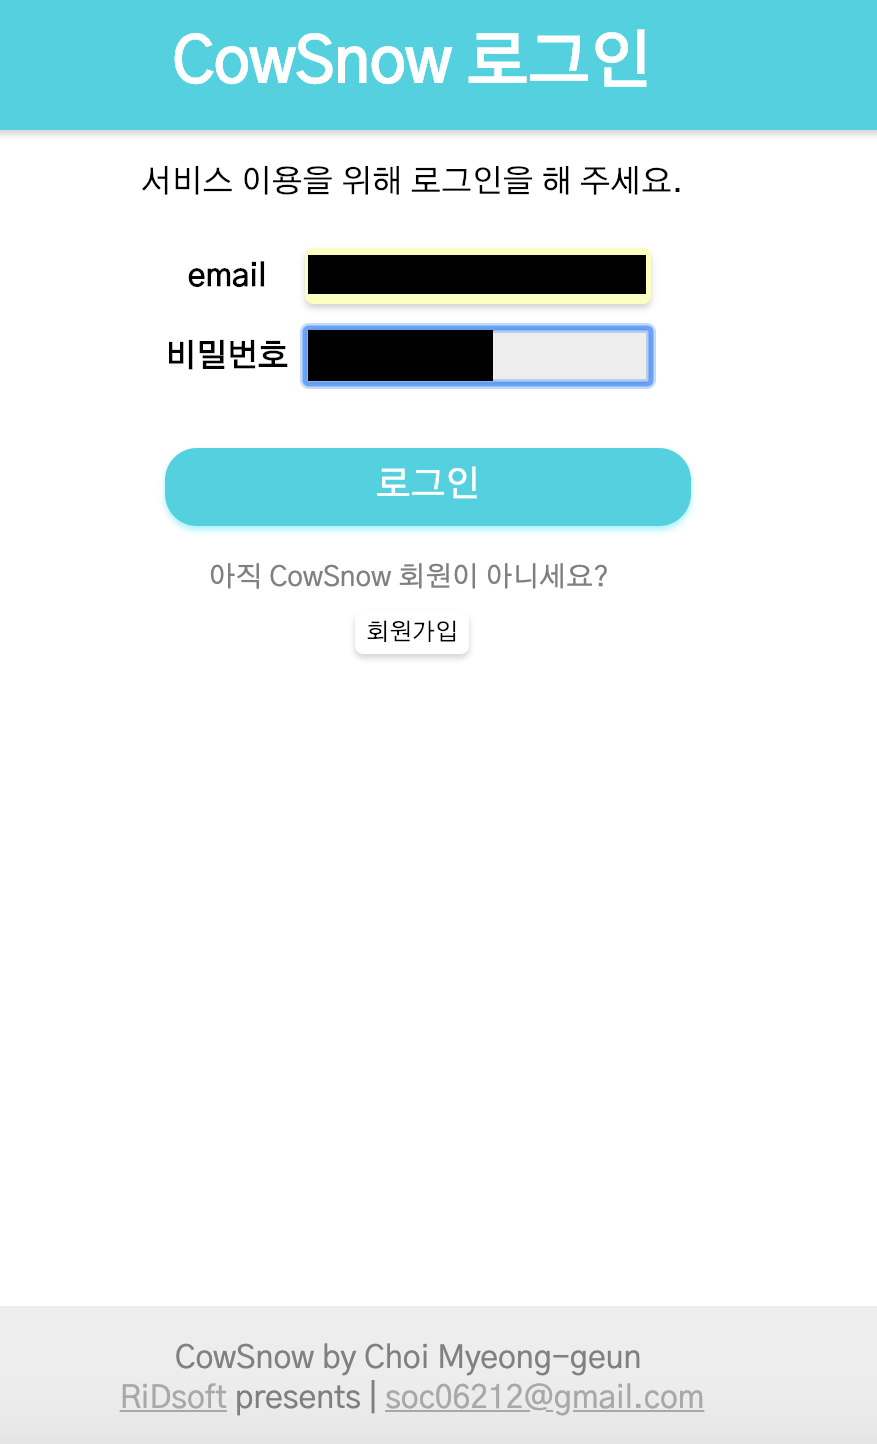 CowSnow 로그인
서비스 이용을 위해 로그인을 해 주세요.
email
비밀번호
로그인
아직 CowSnow 회원이 아니세요?
회원가입
CowSnow by Choi Myeong-geun
RiDsoft presents | soc06212@gmail.com